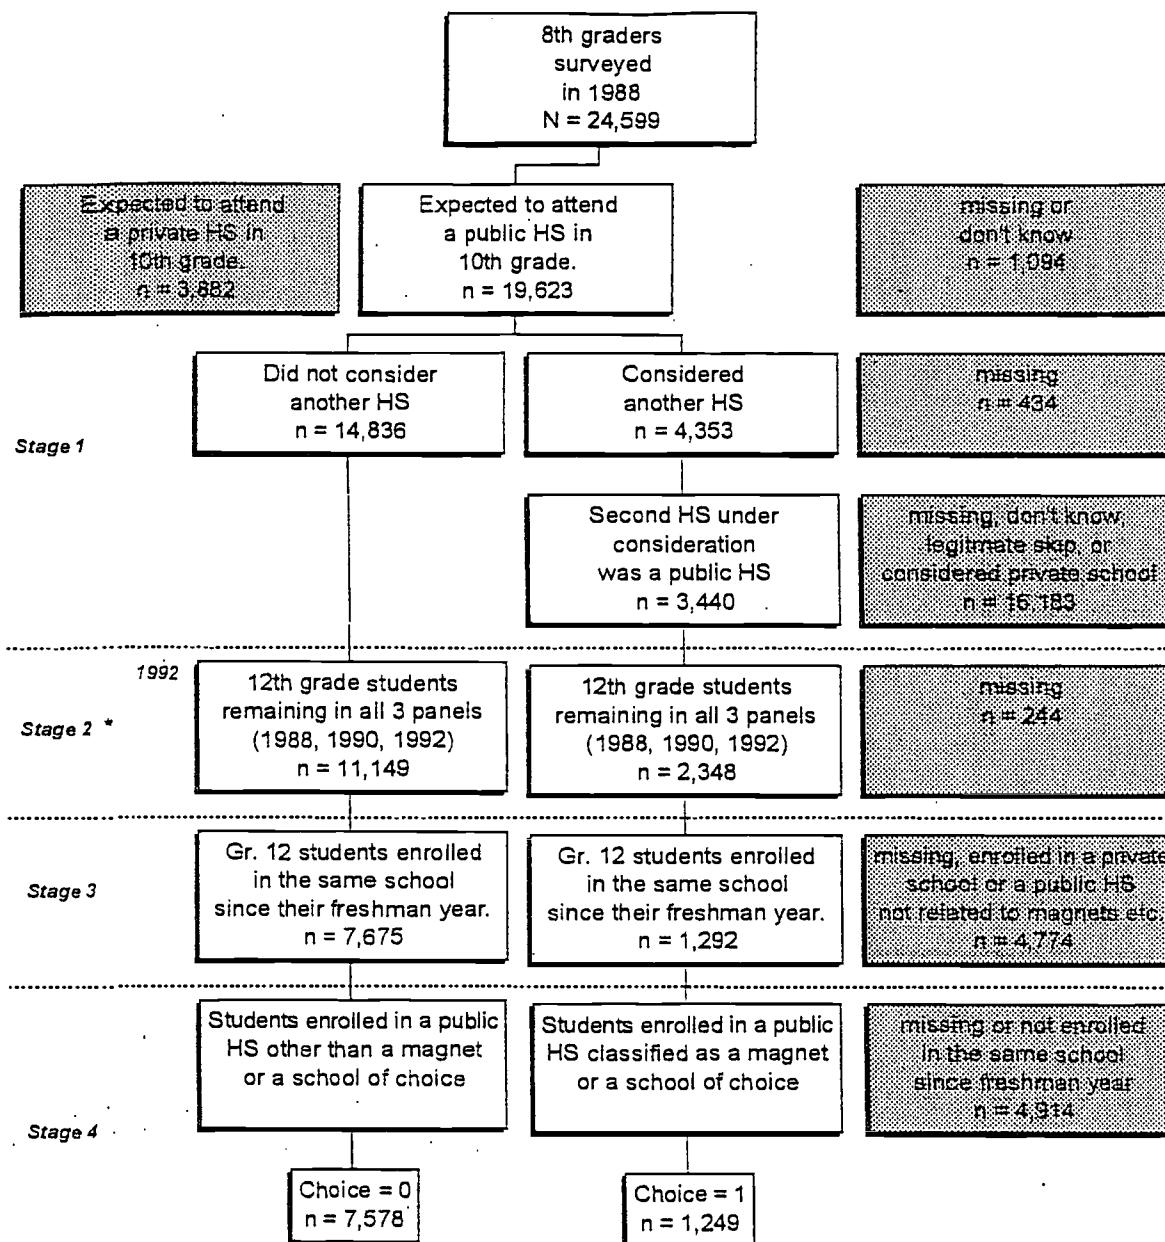 8th graders
surveyed
in 1988
N = 24,599
Expected to attend
a private HS in
10th grade.
n = 3,882
Expected to attend
a public HS in
10th grade.
n = 19,623
missing or
don't know
n = 1,094
Stage 1
Did not consider
another HS
n = 14,836
Considered
another HS
n = 4,353
missing
n = 434
Second HS under
consideration
was a public HS
n = 3,440
missing, don't know,
legitimate skip, or
considered private school
n = 16,183
1992
Stage 2 *
12th grade students
remaining in all 3 panels
(1988, 1990, 1992)
n = 11,149
12th grade students
remaining in all 3 panels
(1988, 1990, 1992)
n = 2,348
missing
n = 244
Stage 3
Gr. 12 students enrolled
in the same school
since their freshman year.
n = 7,675
Gr. 12 students enrolled
in the same school
since their freshman year.
n = 1,292
missing, enrolled in a private
school or a public HS
not related to magnets etc.
n = 4,774
Stage 4
Students enrolled in a public
HS other than a magnet
or a school of choice
Students enrolled in a public
HS classified as a magnet
or a school of choice
missing or not enrolled
in the same school
since freshman year
n = 4,914
Choice = 0
n = 7,578
Choice = 1
n = 1,249